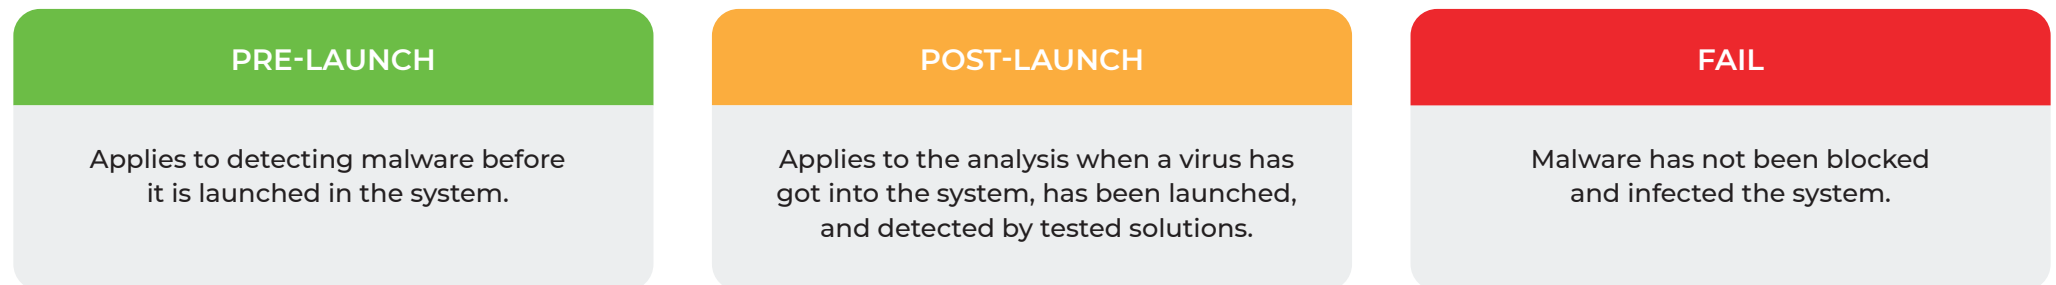 PRE-LAUNCH
Applies to detecting malware before
it is launched in the system.
POST-LAUNCH
Applies to the analysis when a virus has
got into the system, has been launched,
and detected by tested solutions.
FAIL
Malware has not been blocked
and infected the system.